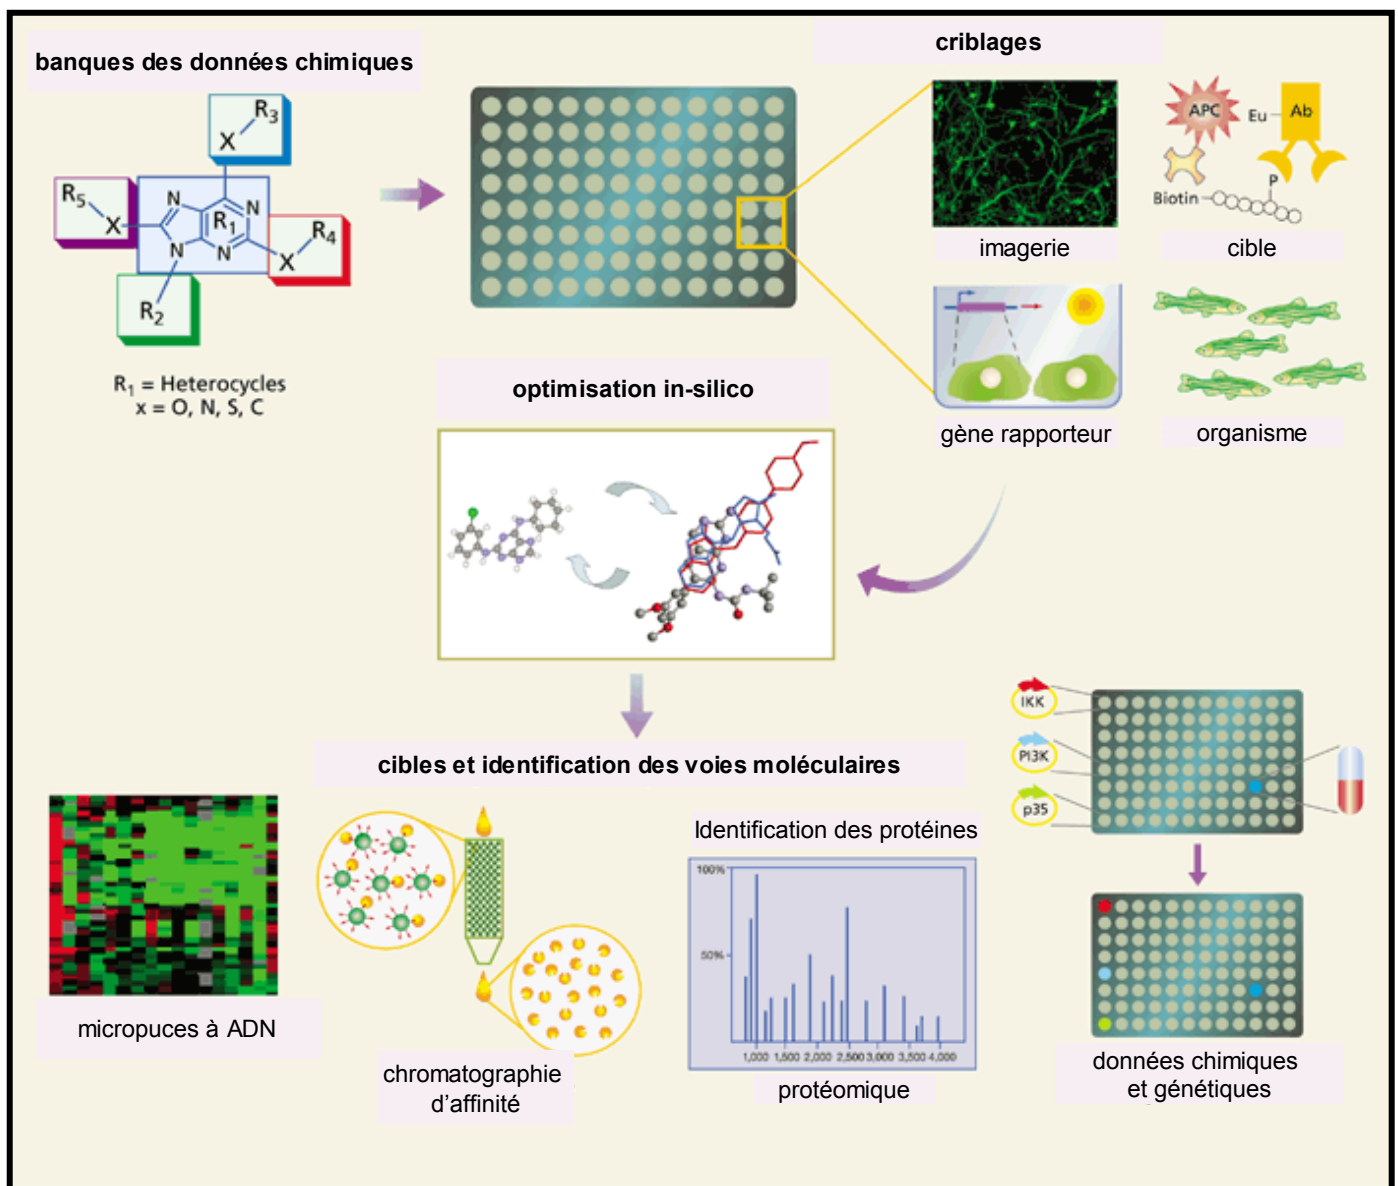 banques des données chimiques
R3
X
R5
X
N
N
R1
N
N
R4
X
R2
R1 = Heterocycles
x = O, N, S, C
criblages
APC
Eu
Ab
P
Biotin
imagerie
cible
gène rapporteur
organisme
optimisation in-silico
cibles et identification des voies moléculaires
micropuces à ADN
chromatographie
d’affinité
Identification des protéines
100%
50%
1,000 1,500 2,000 2,500 3,000 3,500 4,000
protéomique
IKK
PI3K
p35
données chimiques
et génétiques